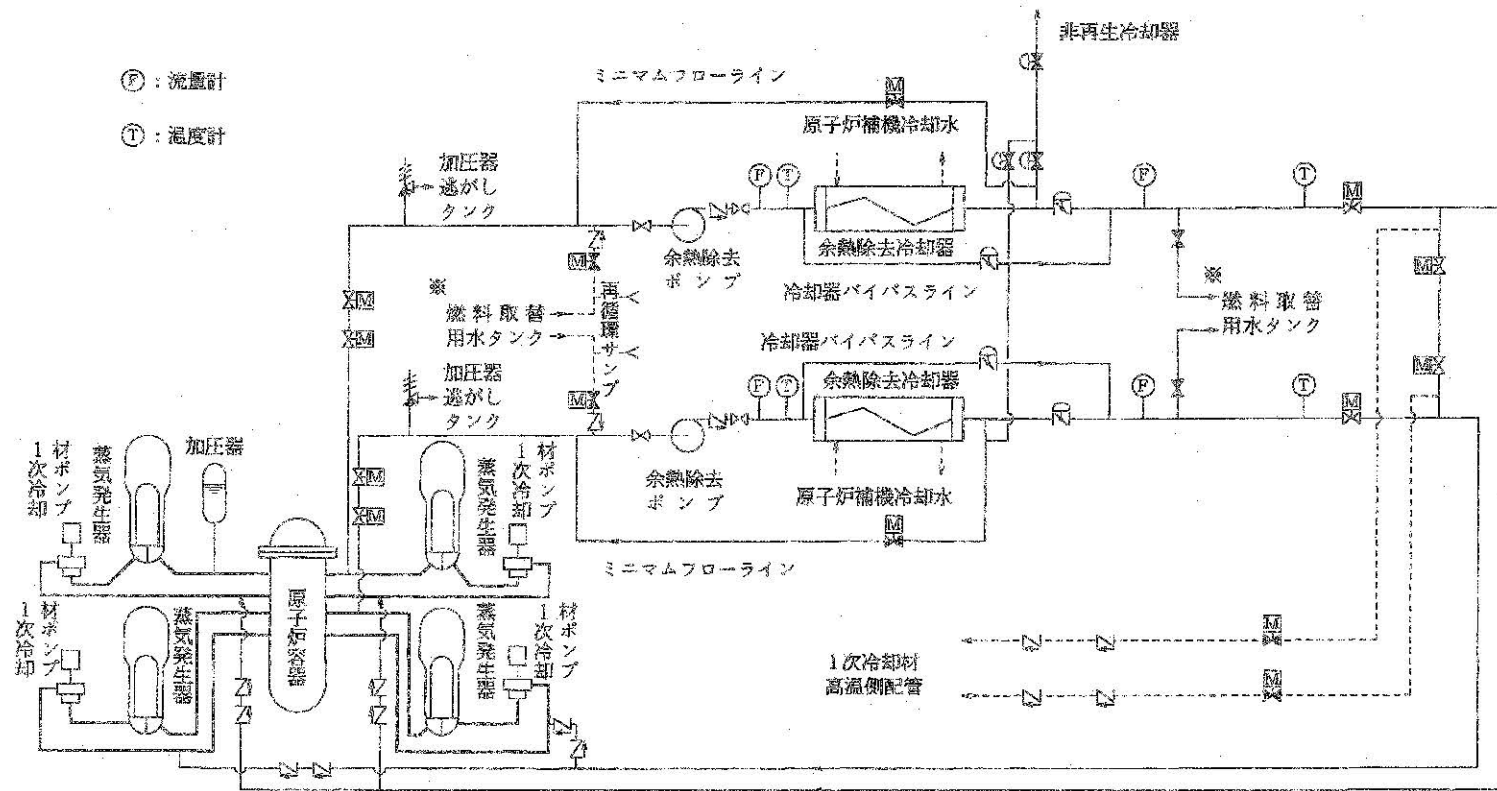 非再生冷却器
Ⓕ：流量計
Ⓣ：温度計
ミニマムフローライン
M
原子炉補機冷却水
加圧器
逃がし
タンク
F
T
F
T
M
余熱除去
ポンプ
余熱除去冷却器
冷却器バイパスライン
M
M
M
M
※
燃料取替
用水タンク
再循環サンプ
※
燃料取替
用水タンク
冷却器バイパスライン
M
M
加圧器
逃がし
タンク
F
T
余熱除去冷却器
F
T
M
余熱除去
ポンプ
原子炉補機冷却水
M
M
M
ミニマムフローライン
1次冷却
材ポンプ
蒸気発生器
加圧器
蒸気発生器
1次冷却
材ポンプ
原子炉容器
1次冷却
材ポンプ
蒸気発生器
蒸気発生器
1次冷却
材ポンプ
M
1次冷却材
高温側配管
M